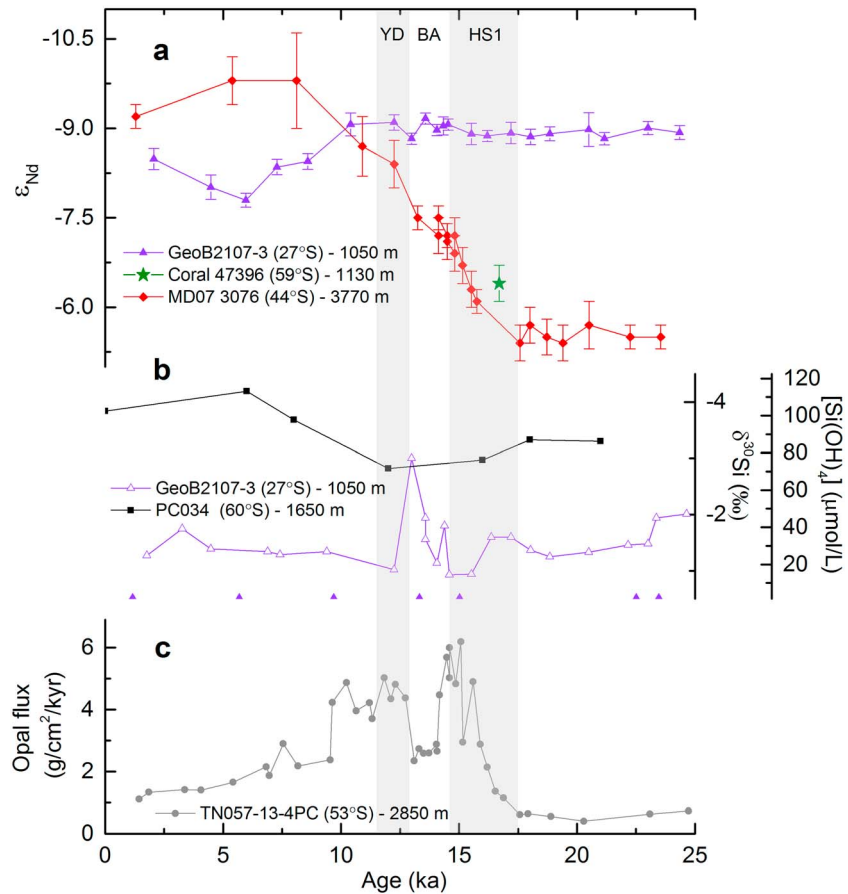 a
YD BA HS1
-10.5
-9.0
-7.5
-6.0
εNd
GeoB2107-3 (27°S) - 1050 m
Coral 47396 (59°S) - 1130 m
MD07 3076 (44°S) - 3770 m
b
GeoB2107-3 (27°S) - 1050 m
PC034 (60°S) - 1650 m
-4
-2
δ³⁰Si (‰)
120
100
80
60
40
20
[Si(OH)₄] (μmol/L)
c
6
4
2
0
Opal flux
(g/cm²/kyr)
TN057-13-4PC (53°S) - 2850 m
0 5 10 15 20 25
Age (ka)